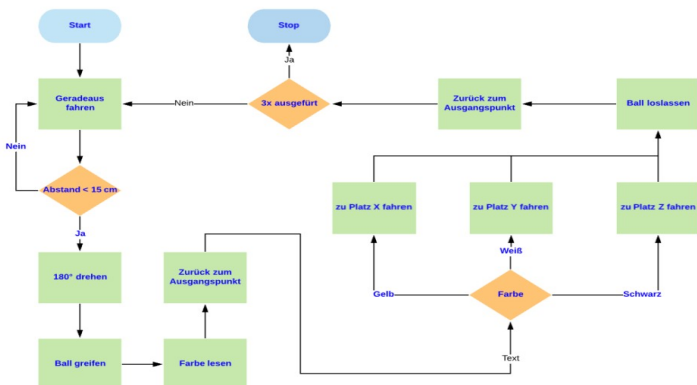 Start
Stop
Ja
Geradeaus
fahren
Nein
3x ausgefürt
Zurück zum
Ausgangspunkt
Ball loslassen
Nein
Abstand < 15 cm
zu Platz X fahren
zu Platz Y fahren
zu Platz Z fahren
Ja
Weiß
180° drehen
Zurück zum
Ausgangspunkt
Gelb
Farbe
Schwarz
Ball greifen
Farbe lesen
Text